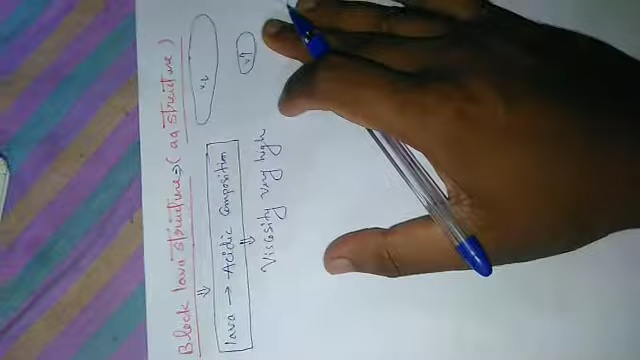 Block lava structure ⇒ (aa structure)
⇓
lava → Acidic composition
⇓
Viscosity very high